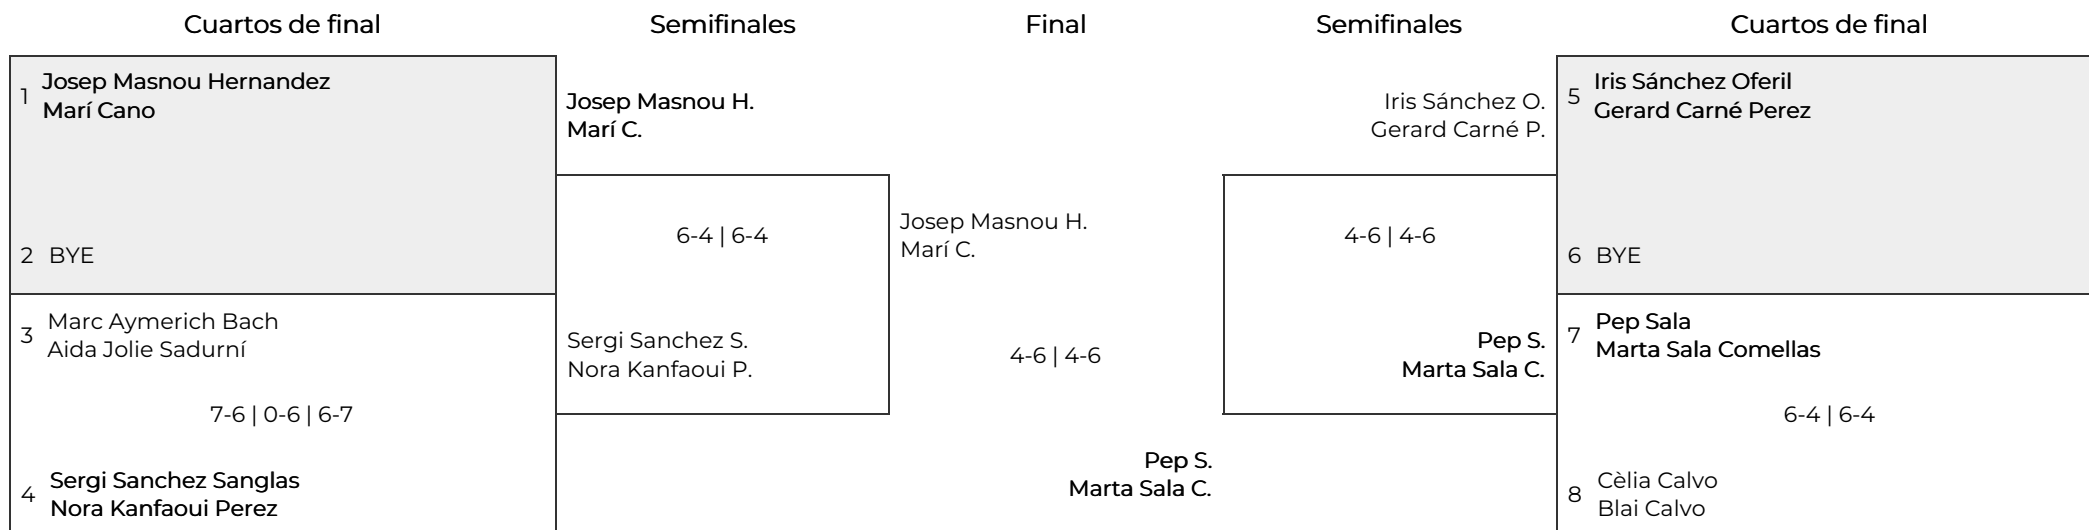 Cuartos de final
Semifinales
Final
Semifinales
Cuartos de final
1
Josep Masnou Hernandez
Marí Cano
2 BYE
3
Marc Aymerich Bach
Aida Jolie Sadurní
7-6 | 0-6 | 6-7
4
Sergi Sanchez Sanglas
Nora Kanfaoui Perez
Josep Masnou H.
Marí C.
6-4 | 6-4
Sergi Sanchez S.
Nora Kanfaoui P.
Josep Masnou H.
Marí C.
4-6 | 4-6
Pep S.
Marta Sala C.
Iris Sánchez O.
Gerard Carné P.
4-6 | 4-6
Pep S.
Marta Sala C.
5
Iris Sánchez Oferil
Gerard Carné Perez
6 BYE
7
Pep Sala
Marta Sala Comellas
6-4 | 6-4
8
Cèlia Calvo
Blai Calvo